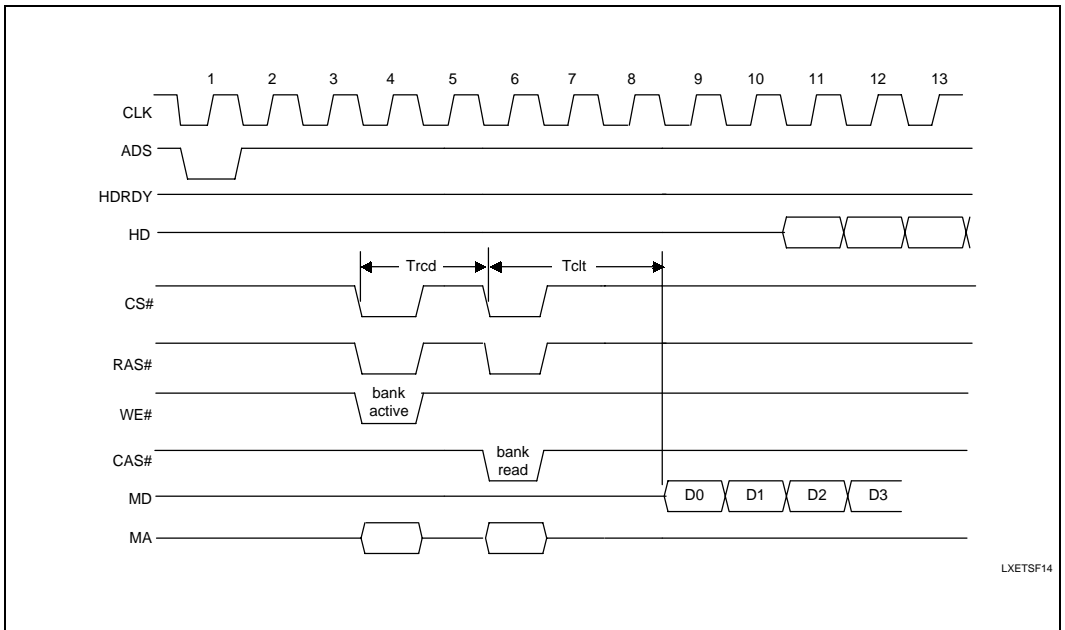 1 2 3 4 5 6 7 8 9 10 11 12 13
CLK
ADS
HDRDY
HD
Trcd Tclt
CS#
RAS#
bank
active
WE#
bank
read
CAS#
D0 D1 D2 D3
MD
MA
LXETSF14